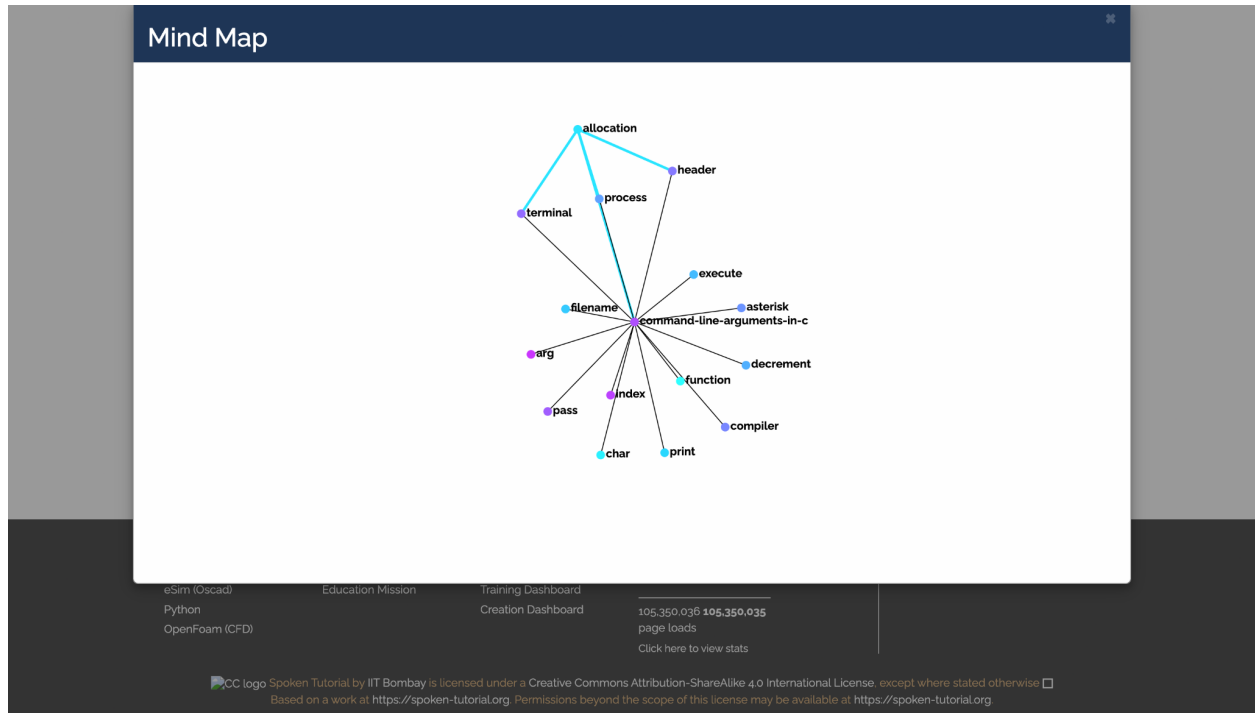 Mind Map
✖
allocation
header
process
terminal
execute
filename
asterisk
command-line-arguments-in-c
arg
decrement
function
index
pass
compiler
char
print
eSim (Oscad)
Education Mission
Training Dashboard
Python
Creation Dashboard
105,350,036 105,350,035
OpenFoam (CFD)
page loads
Click here to view stats
CC logo Spoken Tutorial by IIT Bombay is licensed under a Creative Commons Attribution-ShareAlike 4.0 International License. except where stated otherwise
Based on a work at https://spoken-tutorial.org. Permissions beyond the scope of this license may be available at https://spoken-tutorial.org.